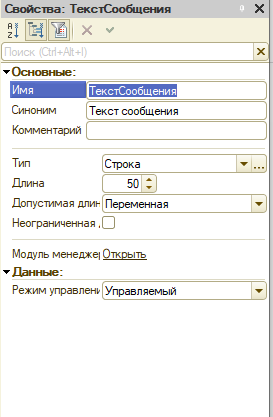 Свойства: ТекстСообщения
Поиск (Ctrl+Alt+I)
Основные:
Имя ТекстСообщения
Синоним Текст сообщения
Комментарий
Тип Строка
Длина 50
Допустимая длин Переменная
Неограниченная
Модуль менеджер Открыть
Данные:
Режим управлени Управляемый